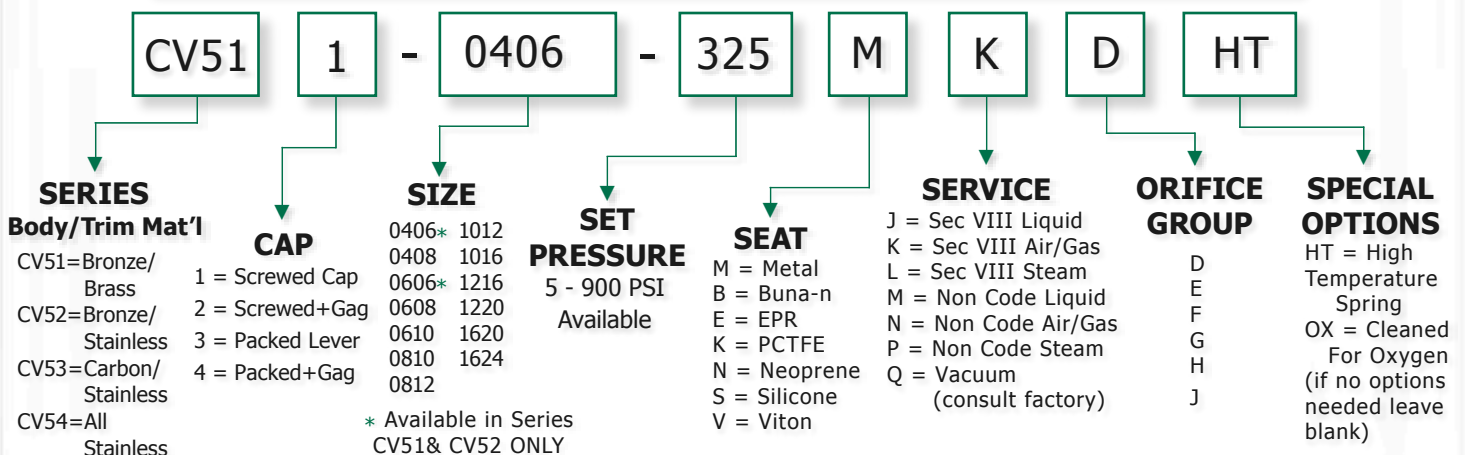 CV51 1 - 0406 - 325 M K D HT
SERIES
Body/Trim Mat'l
CV51=Bronze/
Brass
CV52=Bronze/
Stainless
CV53=Carbon/
Stainless
CV54=All
Stainless
CAP
1 = Screwed Cap
2 = Screwed+Gag
3 = Packed Lever
4 = Packed+Gag
SIZE
0406* 1012
0408 1016
0606* 1216
0608 1220
0610 1620
0810 1624
0812
* Available in Series
CV51& CV52 ONLY
SET
PRESSURE
5 - 900 PSI
Available
SEAT
M = Metal
B = Buna-n
E = EPR
K = PCTFE
N = Neoprene
S = Silicone
V = Viton
SERVICE
J = Sec VIII Liquid
K = Sec VIII Air/Gas
L = Sec VIII Steam
M = Non Code Liquid
N = Non Code Air/Gas
P = Non Code Steam
Q = Vacuum
(consult factory)
ORIFICE
GROUP
D
E
F
G
H
J
SPECIAL
OPTIONS
HT = High
Temperature
Spring
OX = Cleaned
For Oxygen
(if no options
needed leave
blank)